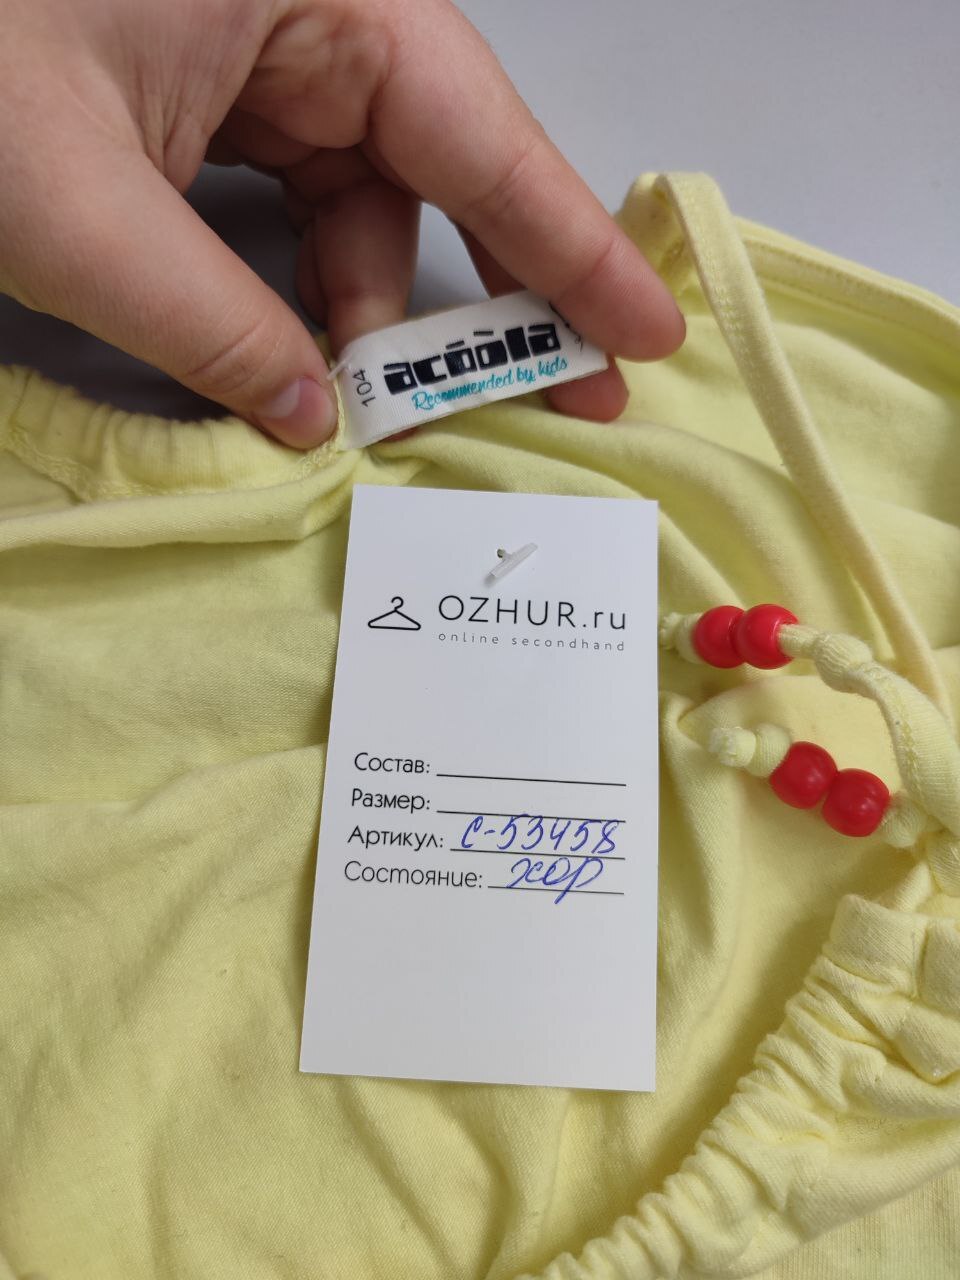 104
acoola
Recommended by kids
OZHUR.ru
online secondhand
Состав:
Размер:
Артикул: С-53458
Состояние: хор